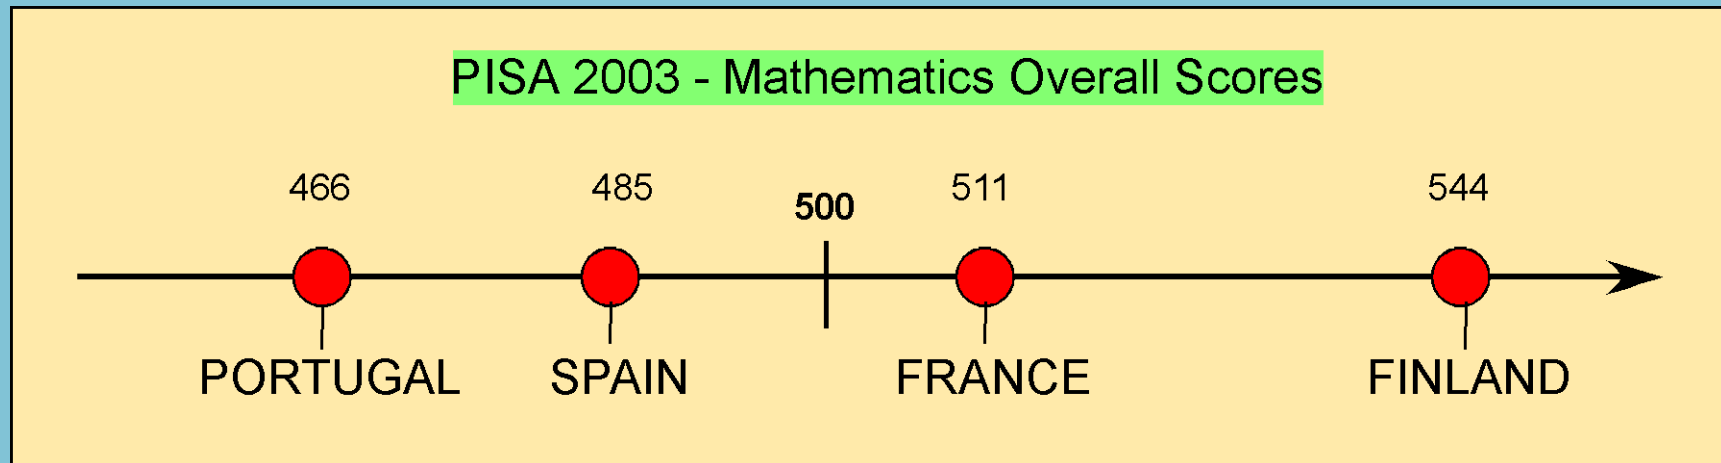 PISA 2003 - Mathematics Overall Scores
466 485 500 511 544
PORTUGAL SPAIN FRANCE FINLAND